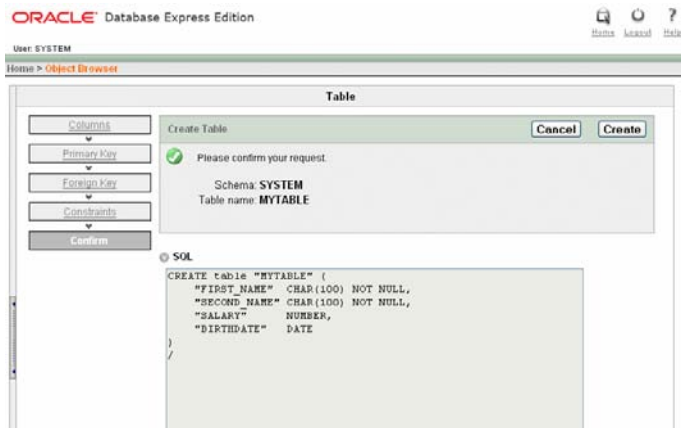 ORACLE Database Express Edition
Home Logout Help
User: SYSTEM
Home > Object Browser
Table
Columns
Primary Key
Foreign Key
Constraints
Confirm
Create Table
Cancel Create
Please confirm your request.
Schema: SYSTEM
Table name: MYTABLE
SQL
CREATE table "MYTABLE" (
"FIRST_NAME" CHAR(100) NOT NULL,
"SECOND_NAME" CHAR(100) NOT NULL,
"SALARY" NUMBER,
"BIRTHDATE" DATE
)
/